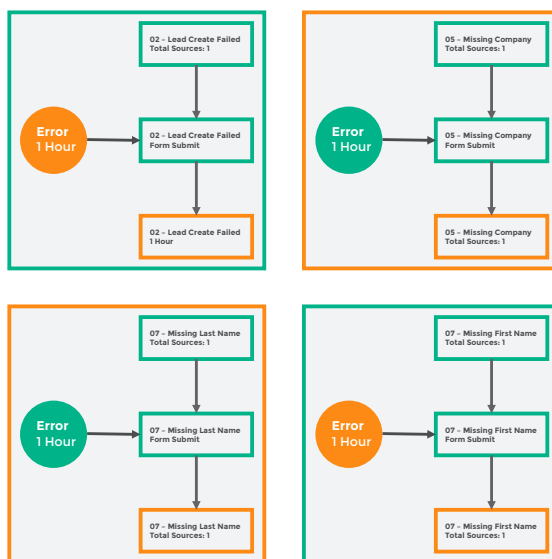 02 – Lead Create Failed
Total Sources: 1
Error
1 Hour
02 – Lead Create Failed
Form Submit
02 – Lead Create Failed
1 Hour
05 – Missing Company
Total Sources: 1
Error
1 Hour
05 – Missing Company
Form Submit
05 – Missing Company
Total Sources: 1
07 – Missing Last Name
Total Sources: 1
Error
1 Hour
07 – Missing Last Name
Form Submit
07 – Missing Last Name
Total Sources: 1
07 – Missing First Name
Total Sources: 1
Error
1 Hour
07 – Missing First Name
Form Submit
07 – Missing First Name
Total Sources: 1